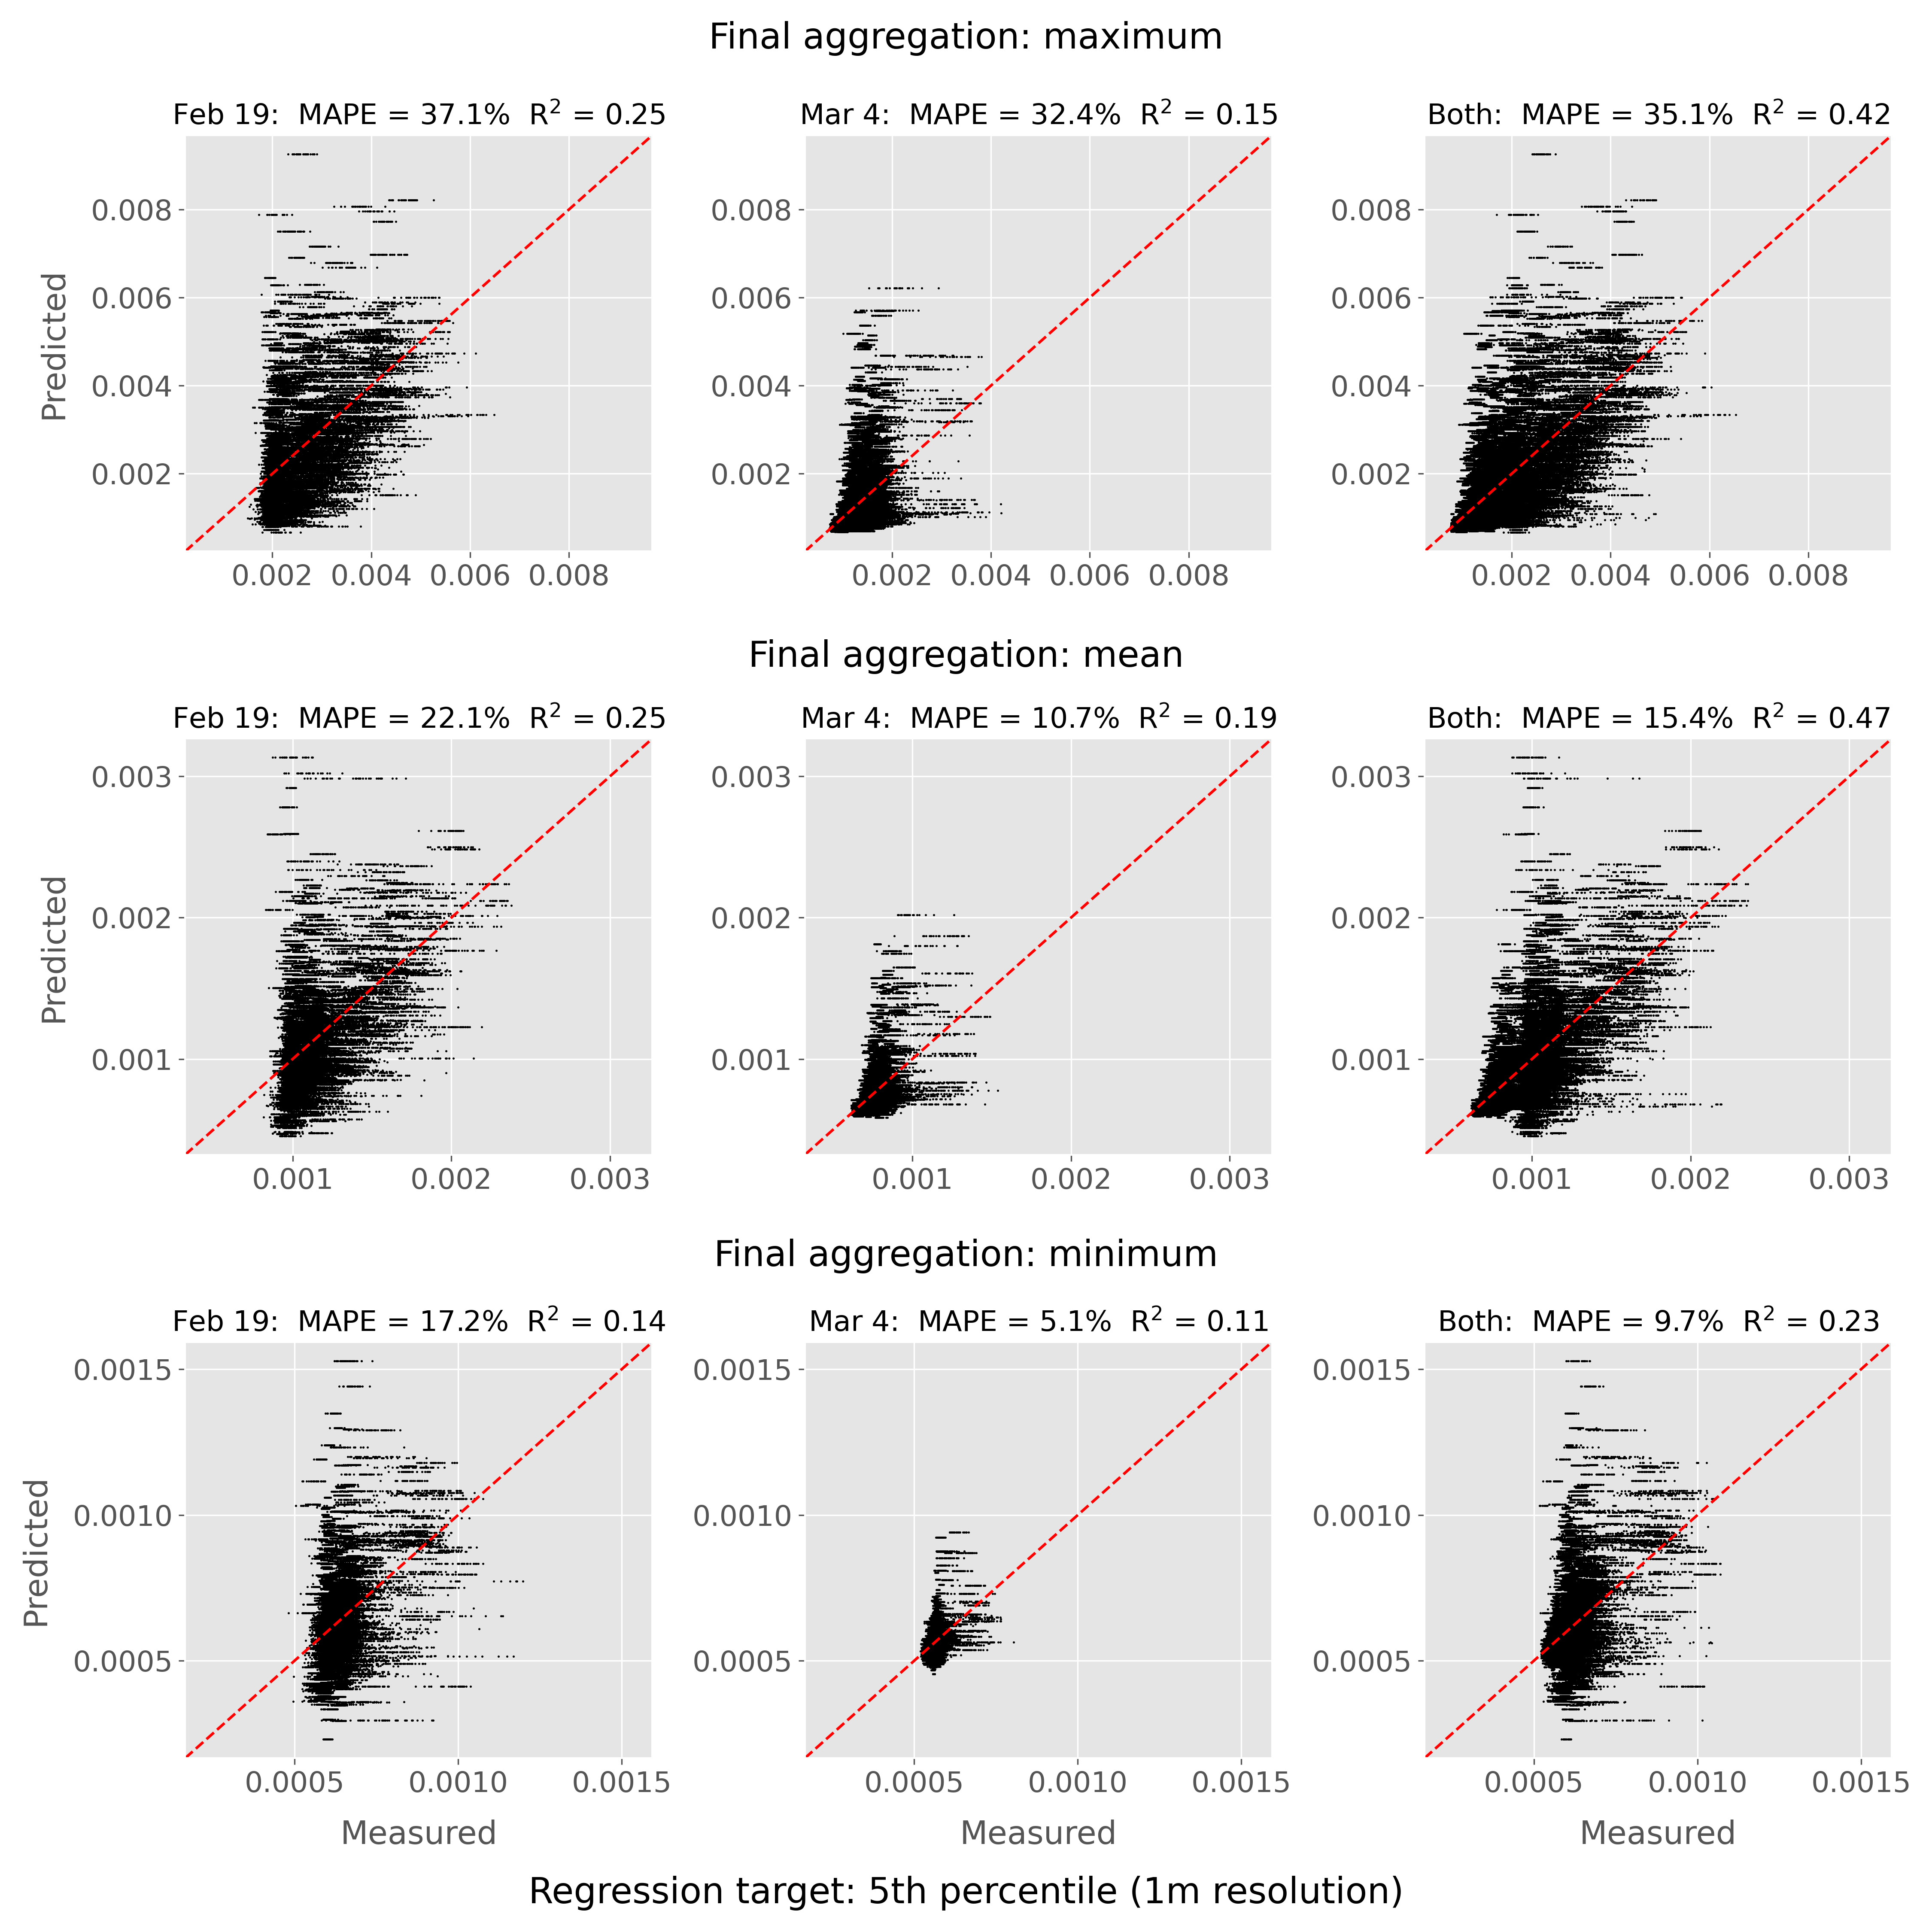 Final aggregation: maximum
Feb 19:  MAPE = 37.1%  R² = 0.25
Mar 4:  MAPE = 32.4%  R² = 0.15
Both:  MAPE = 35.1%  R² = 0.42
Predicted
0.008
0.006
0.004
0.002
0.002 0.004 0.006 0.008
0.008
0.006
0.004
0.002
0.002 0.004 0.006 0.008
0.008
0.006
0.004
0.002
0.002 0.004 0.006 0.008
Final aggregation: mean
Feb 19:  MAPE = 22.1%  R² = 0.25
Mar 4:  MAPE = 10.7%  R² = 0.19
Both:  MAPE = 15.4%  R² = 0.47
Predicted
0.003
0.002
0.001
0.001 0.002 0.003
0.003
0.002
0.001
0.001 0.002 0.003
0.003
0.002
0.001
0.001 0.002 0.003
Final aggregation: minimum
Feb 19:  MAPE = 17.2%  R² = 0.14
Mar 4:  MAPE = 5.1%  R² = 0.11
Both:  MAPE = 9.7%  R² = 0.23
Predicted
0.0015
0.0010
0.0005
0.0005 0.0010 0.0015
Measured
0.0015
0.0010
0.0005
0.0005 0.0010 0.0015
Measured
0.0015
0.0010
0.0005
0.0005 0.0010 0.0015
Measured
Regression target: 5th percentile (1m resolution)